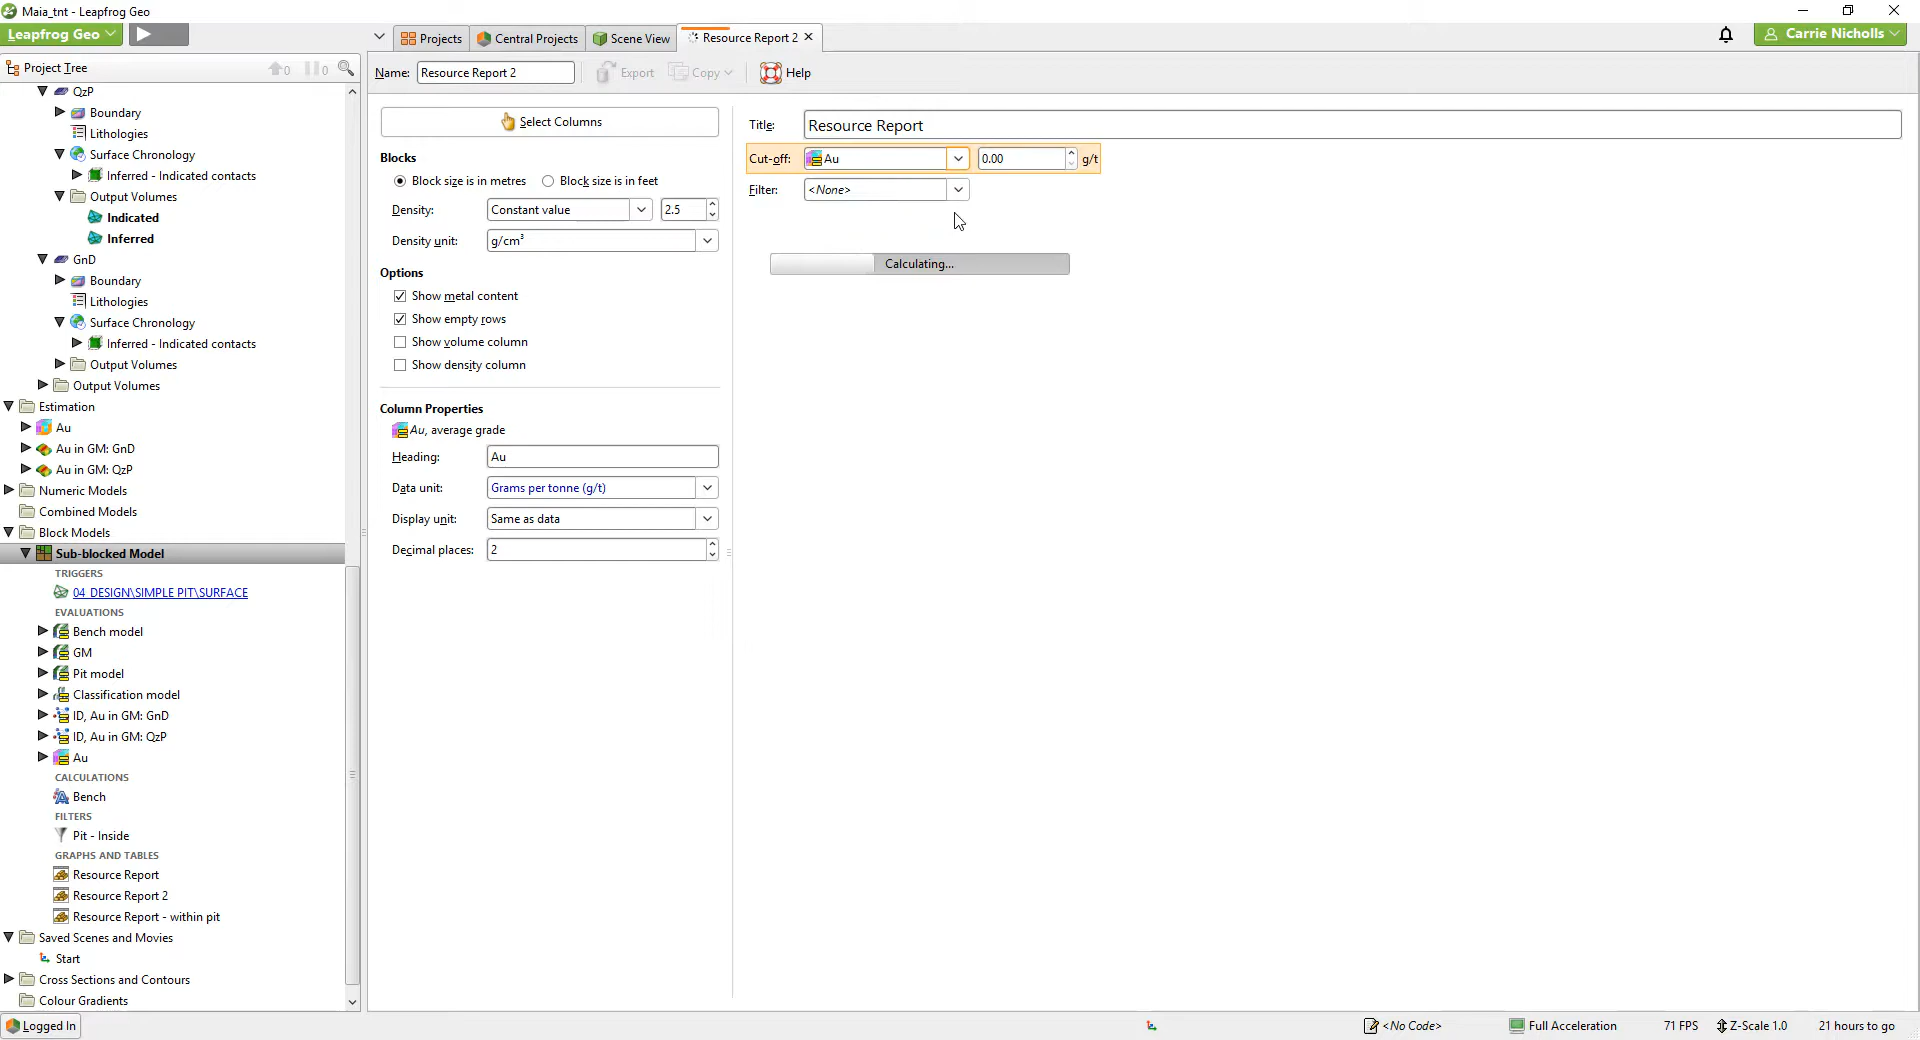 Maia_tnt - Leapfrog Geo
Leapfrog Geo
Projects
Central Projects
Scene View
Resource Report 2
Carrie Nicholls
Project Tree
0
0
Name:
Resource Report 2
Export
Copy
Help
QzP
Boundary
Lithologies
Surface Chronology
Inferred - Indicated contacts
Output Volumes
Indicated
Inferred
GnD
Boundary
Lithologies
Surface Chronology
Inferred - Indicated contacts
Output Volumes
Output Volumes
Estimation
Au
Au in GM: GnD
Au in GM: QzP
Numeric Models
Combined Models
Block Models
Sub-blocked Model
TRIGGERS
04_DESIGN\SIMPLE PIT\SURFACE
EVALUATIONS
Bench model
GM
Pit model
Classification model
ID, Au in GM: GnD
ID, Au in GM: QzP
Au
CALCULATIONS
Bench
FILTERS
Pit - Inside
GRAPHS AND TABLES
Resource Report
Resource Report 2
Resource Report - within pit
Saved Scenes and Movies
Start
Cross Sections and Contours
Colour Gradients
Select Columns
Blocks
Block size is in metres
Block size is in feet
Density:
Constant value
2.5
Density unit:
g/cm³
Options
Show metal content
Show empty rows
Show volume column
Show density column
Column Properties
Au, average grade
Heading:
Au
Data unit:
Grams per tonne (g/t)
Display unit:
Same as data
Decimal places:
2
Title:
Resource Report
Cut-off:
Au
0.00
g/t
Filter:
<None>
Calculating...
Logged In
<No Code>
Full Acceleration
71 FPS
Z-Scale 1.0
21 hours to go